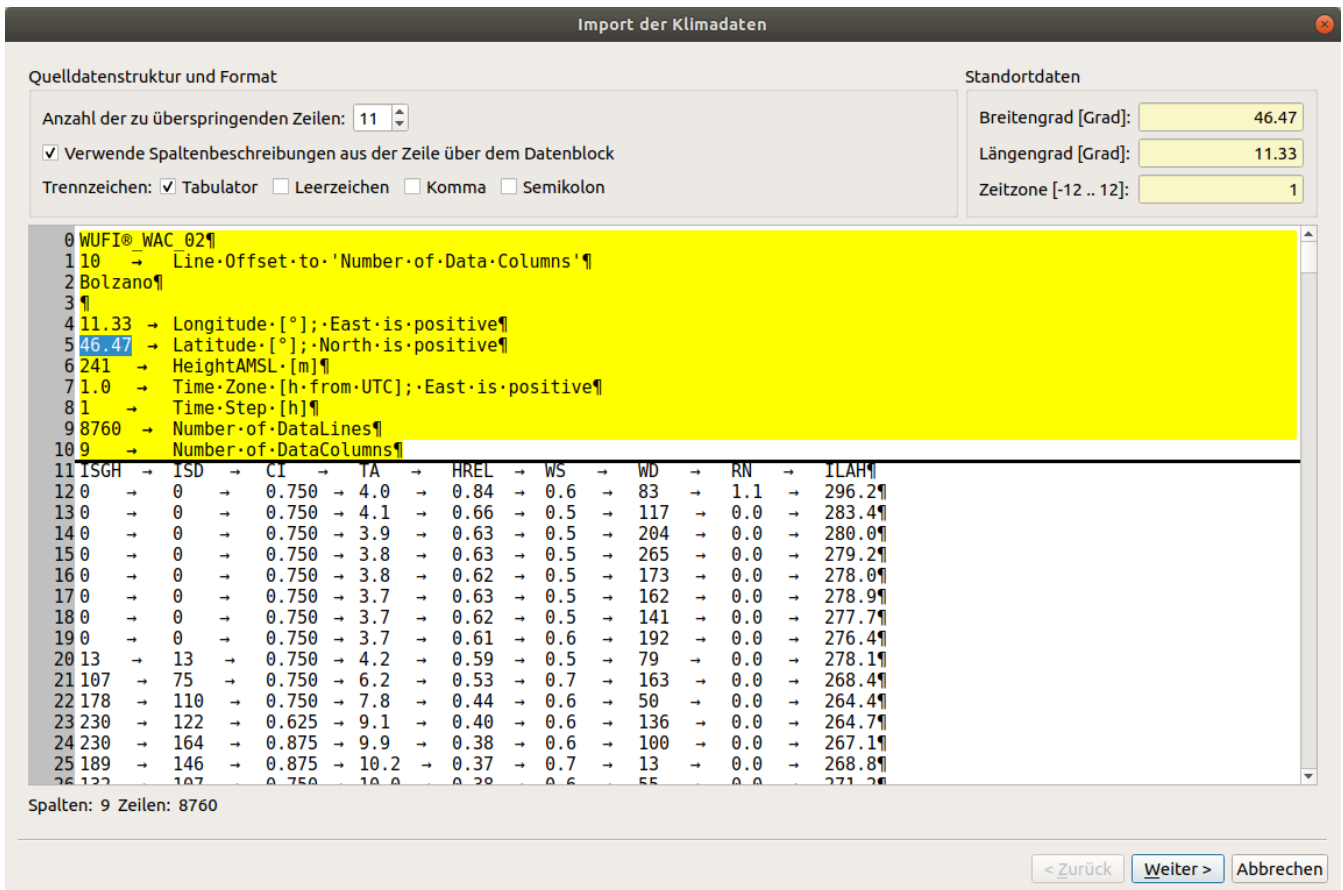 Import der Klimadaten
Quelldatenstruktur und Format
Anzahl der zu überspringenden Zeilen: 11
Verwende Spaltenbeschreibungen aus der Zeile über dem Datenblock
Trennzeichen: Tabulator Leerzeichen Komma Semikolon
Standortdaten
Breitengrad [Grad]: 46.47
Längengrad [Grad]: 11.33
Zeitzone [-12 .. 12]: 1
0 WUFI®_WAC_02¶
1 10 → Line·Offset·to·'Number·of·Data·Columns'¶
2 Bolzano¶
3 ¶
4 11.33 → Longitude·[°];·East·is·positive¶
5 46.47 → Latitude·[°];·North·is·positive¶
6 241 → HeightAMSL·[m]¶
7 1.0 → Time·Zone·[h·from·UTC];·East·is·positive¶
8 1 → Time·Step·[h]¶
9 8760 → Number·of·DataLines¶
10 9 → Number·of·DataColumns¶
11 ISGH → ISD → CI → TA → HREL → WS → WD → RN → ILAH¶
12 0 → 0 → 0.750 → 4.0 → 0.84 → 0.6 → 83 → 1.1 → 296.2¶
13 0 → 0 → 0.750 → 4.1 → 0.66 → 0.5 → 117 → 0.0 → 283.4¶
14 0 → 0 → 0.750 → 3.9 → 0.63 → 0.5 → 204 → 0.0 → 280.0¶
15 0 → 0 → 0.750 → 3.8 → 0.63 → 0.5 → 265 → 0.0 → 279.2¶
16 0 → 0 → 0.750 → 3.8 → 0.62 → 0.5 → 173 → 0.0 → 278.0¶
17 0 → 0 → 0.750 → 3.7 → 0.63 → 0.5 → 162 → 0.0 → 278.9¶
18 0 → 0 → 0.750 → 3.7 → 0.62 → 0.5 → 141 → 0.0 → 277.7¶
19 0 → 0 → 0.750 → 3.7 → 0.61 → 0.6 → 192 → 0.0 → 276.4¶
20 13 → 13 → 0.750 → 4.2 → 0.59 → 0.5 → 79 → 0.0 → 278.1¶
21 107 → 75 → 0.750 → 6.2 → 0.53 → 0.7 → 163 → 0.0 → 268.4¶
22 178 → 110 → 0.750 → 7.8 → 0.44 → 0.6 → 50 → 0.0 → 264.4¶
23 230 → 122 → 0.625 → 9.1 → 0.40 → 0.6 → 136 → 0.0 → 264.7¶
24 230 → 164 → 0.875 → 9.9 → 0.38 → 0.6 → 100 → 0.0 → 267.1¶
25 189 → 146 → 0.875 → 10.2 → 0.37 → 0.7 → 13 → 0.0 → 268.8¶
Spalten: 9 Zeilen: 8760
< Zurück Weiter > Abbrechen